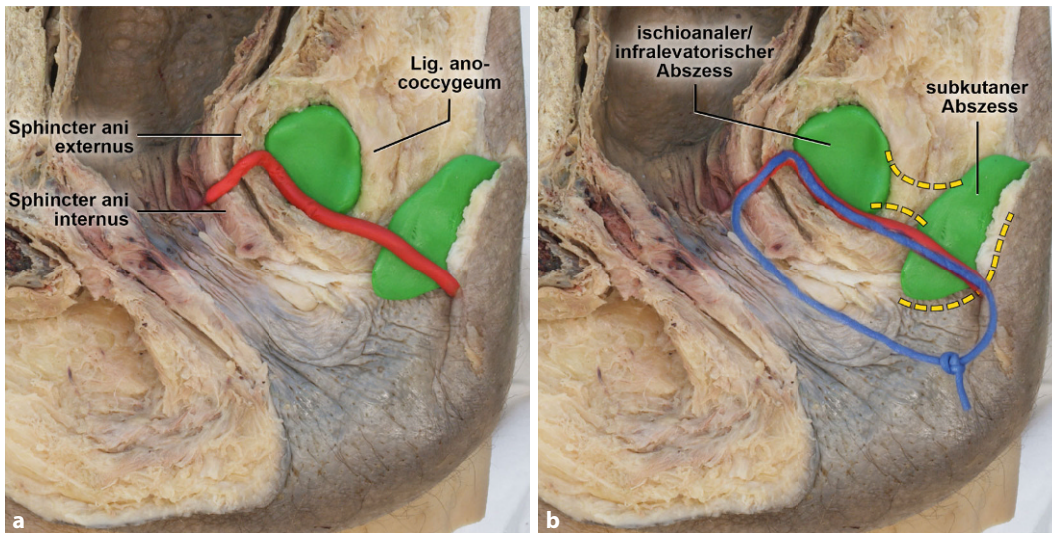 Lig. ano-
coccygeum
Sphincter ani
externus
Sphincter ani
internus
a
ischioanaler/
infralevatorischer
Abszess
subkutaner
Abszess
b